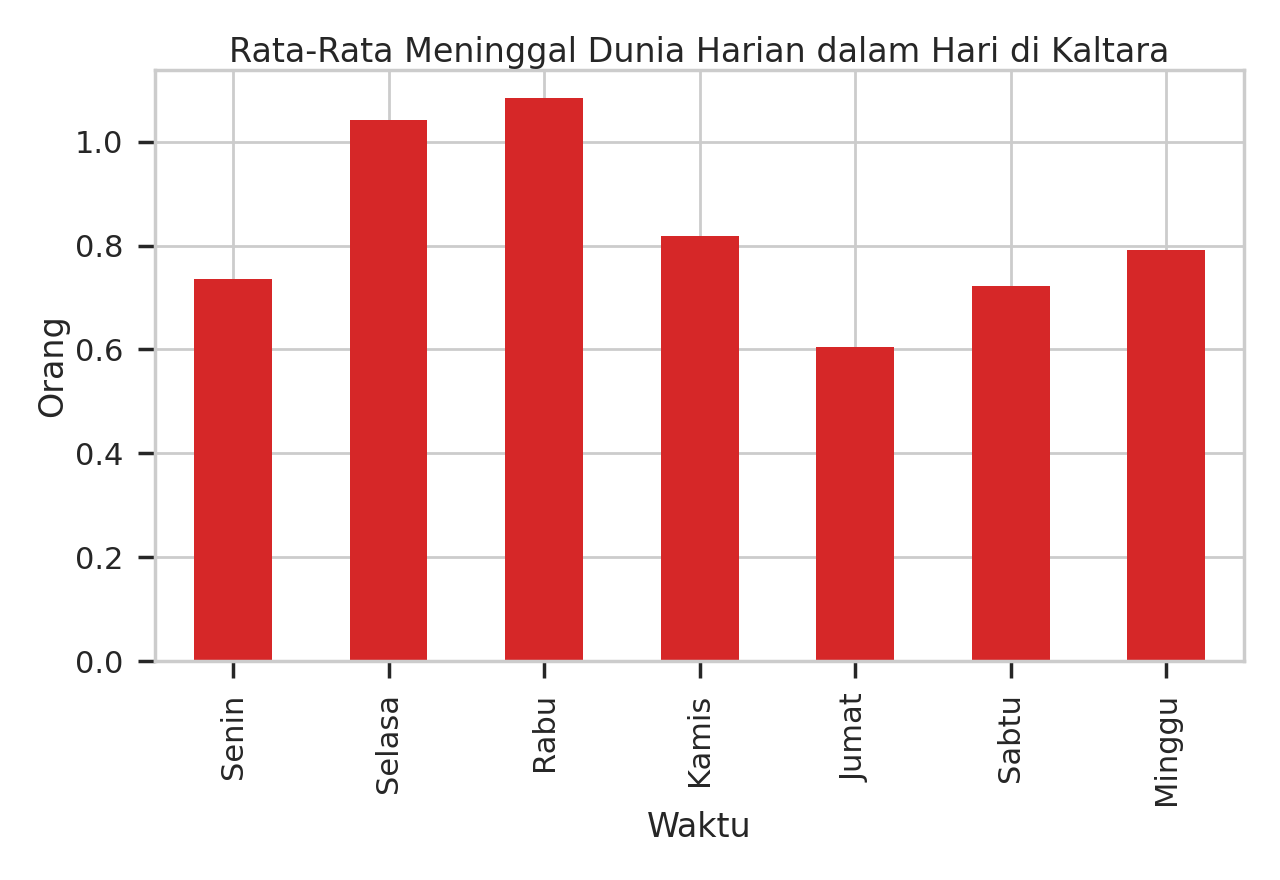 Rata-Rata Meninggal Dunia Harian dalam Hari di Kaltara
1.0
0.8
0.6
0.4
0.2
0.0
Orang
Senin
Selasa
Rabu
Kamis
Jumat
Sabtu
Minggu
Waktu